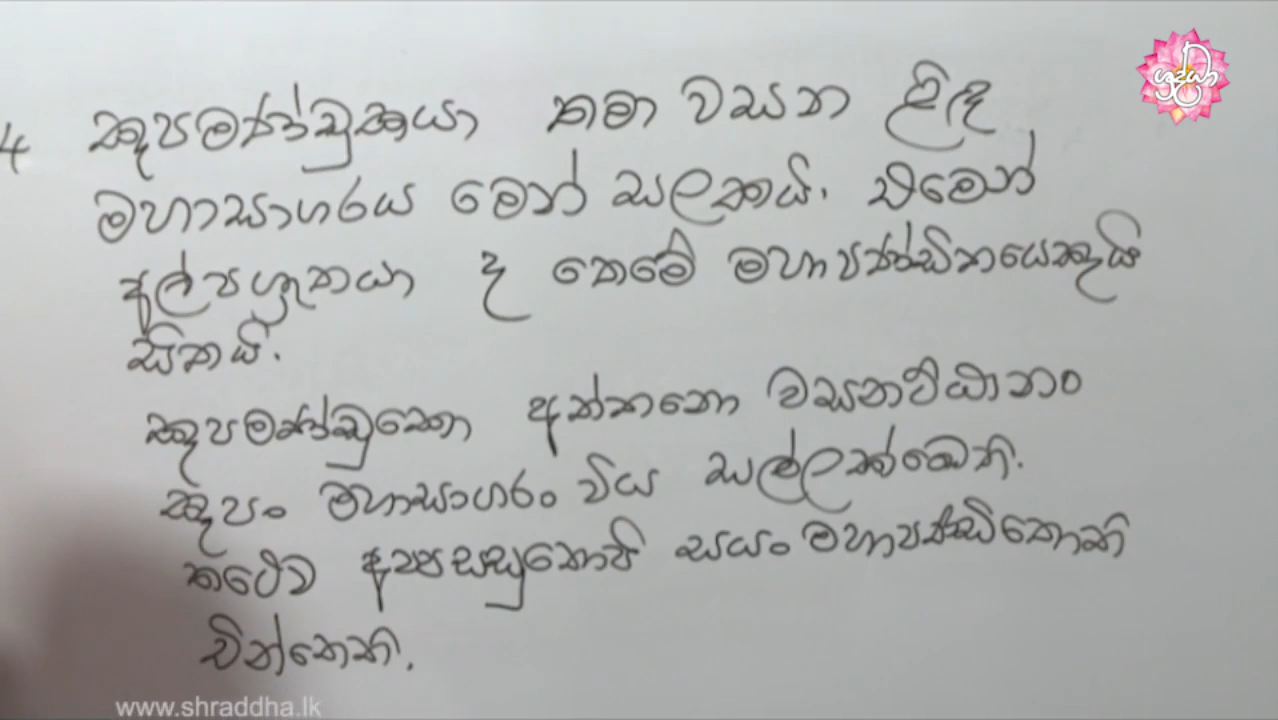 ශ්‍රද්ධා
4 කූපමණ්ඩූකයා තමා වසන ළිඳ
මහාසාගරය මෙන් සලකයි. එමෙන්
අල්පශ්‍රැතයා ද තෙමේ මහාපණ්ඩිතයෙකැයි
සිතයි.
කූපමණ්ඩුකො අත්තනො වසනට්ඨානං
කූපං මහාසාගරං විය සල්ලක්ඛෙති.
තථෙව අප්පස්සුතොපි සයං මහාපණ්ඩිතොති
චින්තෙති.
www.shraddha.lk